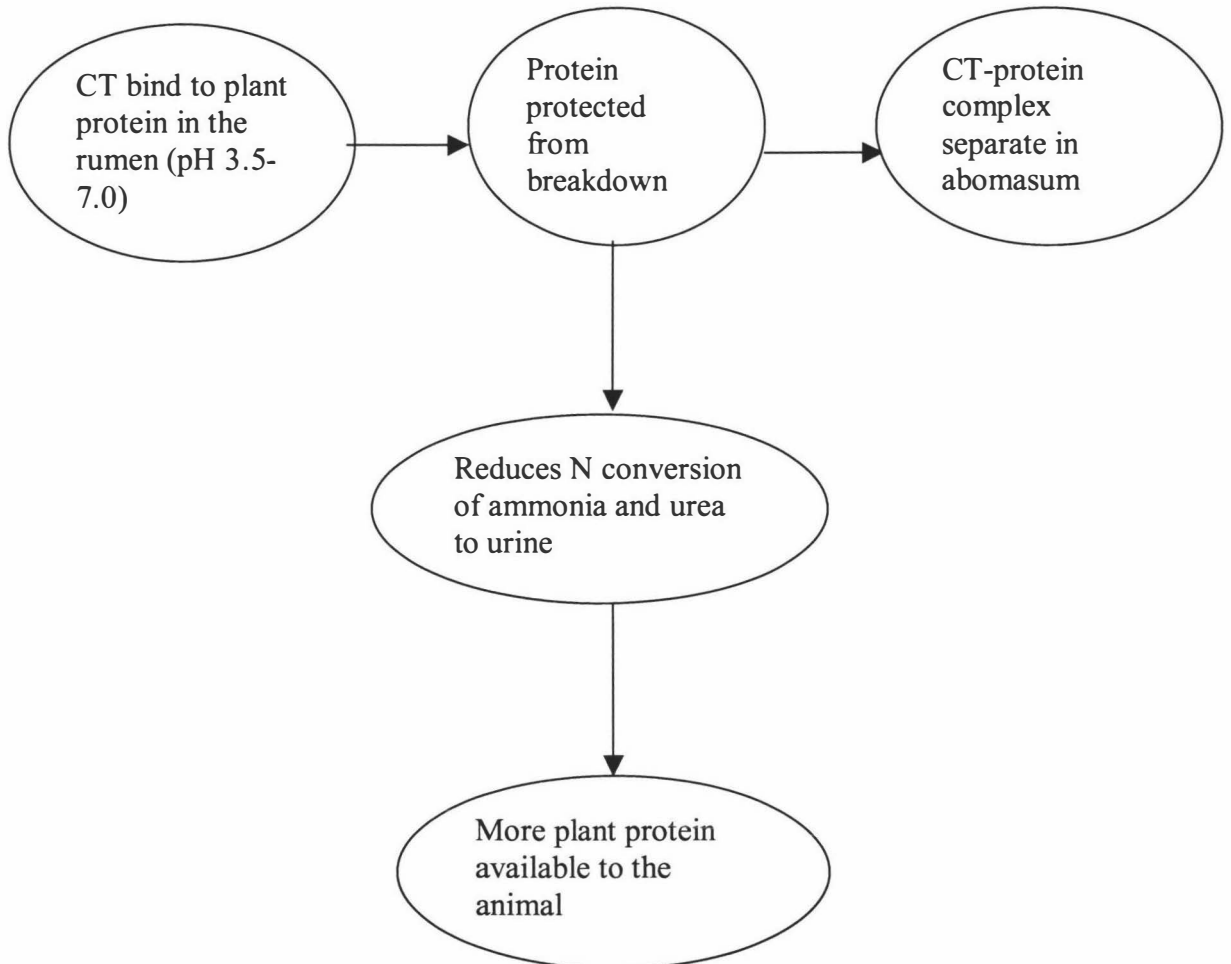 CT bind to plant
protein in the
rumen (pH 3.5-
7.0)
Protein
protected
from
breakdown
CT-protein
complex
separate in
abomasum
Reduces N conversion
of ammonia and urea
to urine
More plant protein
available to the
animal